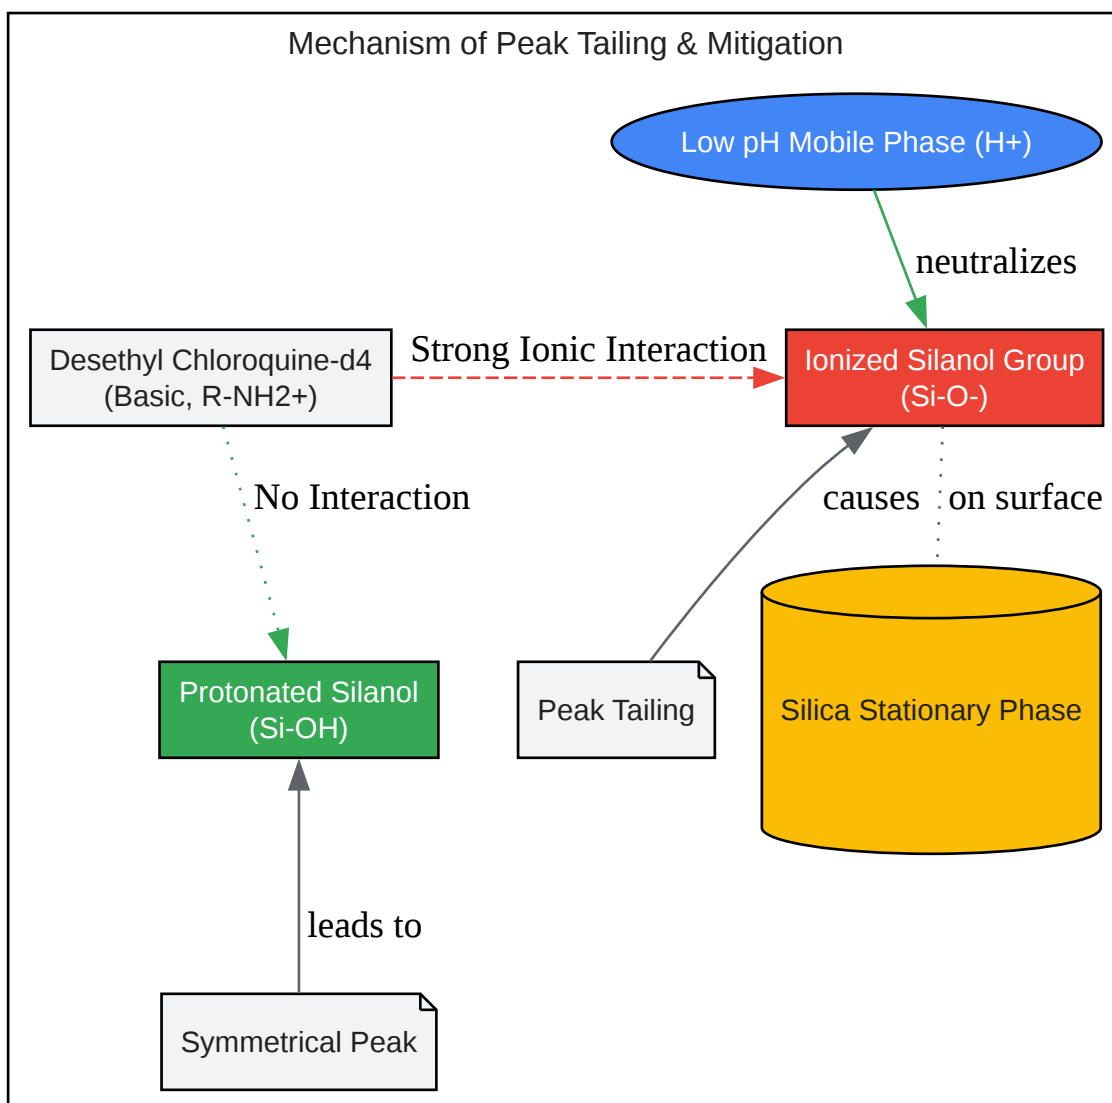 Mechanism of Peak Tailing & Mitigation
Low pH Mobile Phase (H+)
neutralizes
Desethyl Chloroquine-d4
(Basic, R-NH2+)
Strong Ionic Interaction
Ionized Silanol Group
(Si-O-)
No Interaction
causes
on surface
Protonated Silanol
(Si-OH)
Peak Tailing
Silica Stationary Phase
leads to
Symmetrical Peak